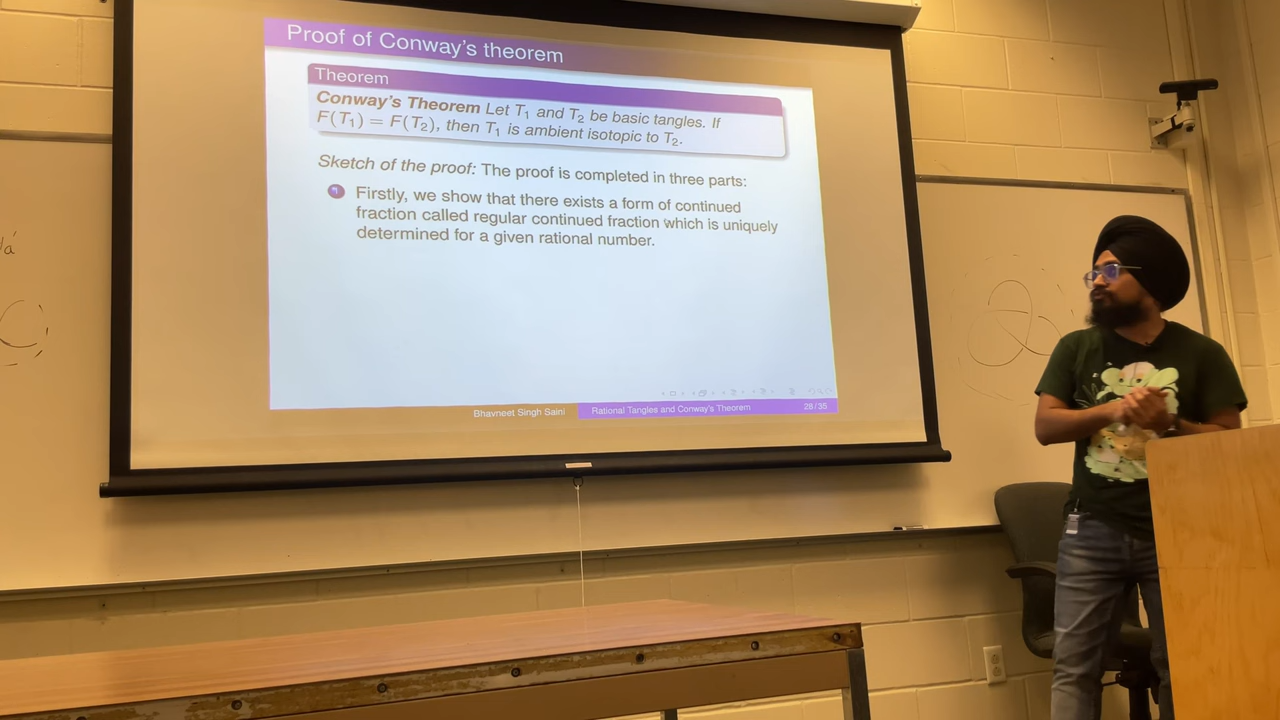 Proof of Conway's theorem
Theorem
Conway's Theorem Let T₁ and T₂ be basic tangles. If
F(T₁) = F(T₂), then T₁ is ambient isotopic to T₂.
Sketch of the proof: The proof is completed in three parts:
1 Firstly, we show that there exists a form of continued
fraction called regular continued fraction which is uniquely
determined for a given rational number.
Bhavneet Singh Saini
Rational Tangles and Conway's Theorem
28/35